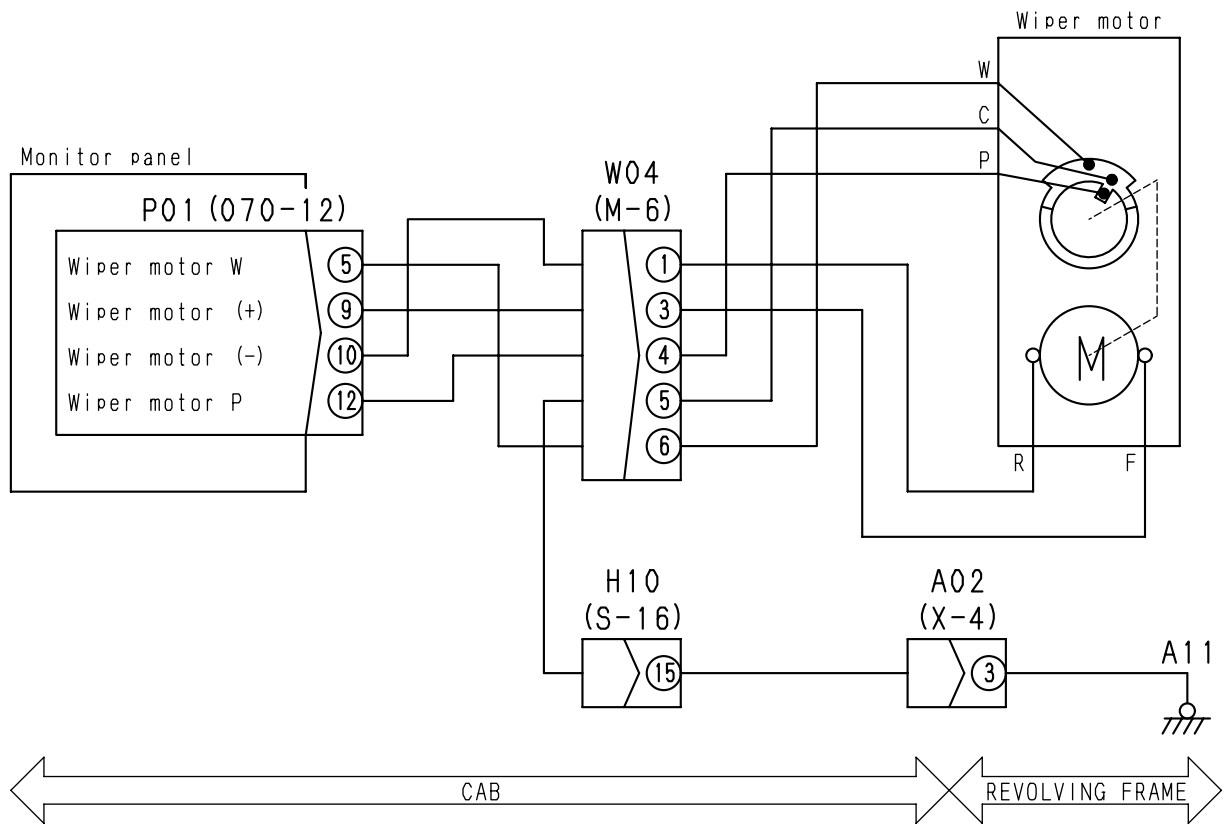 Wiper motor
W
C
P
Monitor panel
P01 (070-12)
W04
(M-6)
Wiper motor W
5
Wiper motor (+)
9
Wiper motor (-)
10
Wiper motor P
12
1
3
4
5
6
M
R
F
H10
(S-16)
15
A02
(X-4)
3
A11
CAB
REVOLVING FRAME